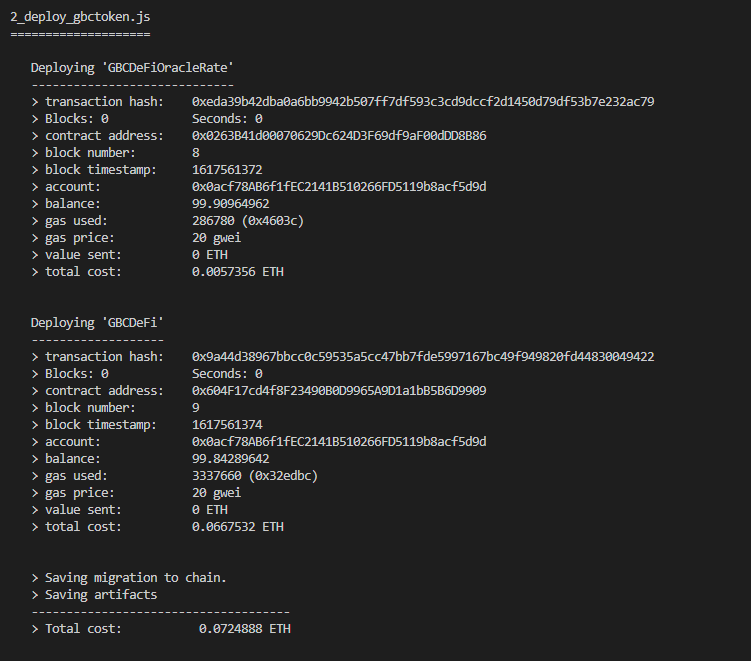 2_deploy_gbctoken.js
====================
Deploying 'GBCDeFiOracleRate'
-----------------------------
> transaction hash: 0xeda39b42dba0a6bb9942b507ff7df593c3cd9dccf2d1450d79df53b7e232ac79
> Blocks: 0 Seconds: 0
> contract address: 0x0263B41d00070629Dc624D3F69df9aF00dDD8B86
> block number: 8
> block timestamp: 1617561372
> account: 0x0acf78AB6f1fEC2141B510266FD5119b8acf5d9d
> balance: 99.90964962
> gas used: 286780 (0x4603c)
> gas price: 20 gwei
> value sent: 0 ETH
> total cost: 0.0057356 ETH
Deploying 'GBCDeFi'
-------------------
> transaction hash: 0x9a44d38967bbcc0c59535a5cc47bb7fde5997167bc49f949820fd44830049422
> Blocks: 0 Seconds: 0
> contract address: 0x604F17cd4f8F23490B0D9965A9D1a1bB5B6D9909
> block number: 9
> block timestamp: 1617561374
> account: 0x0acf78AB6f1fEC2141B510266FD5119b8acf5d9d
> balance: 99.84289642
> gas used: 3337660 (0x32edbc)
> gas price: 20 gwei
> value sent: 0 ETH
> total cost: 0.0667532 ETH
> Saving migration to chain.
> Saving artifacts
-------------------------------------
> Total cost: 0.0724888 ETH